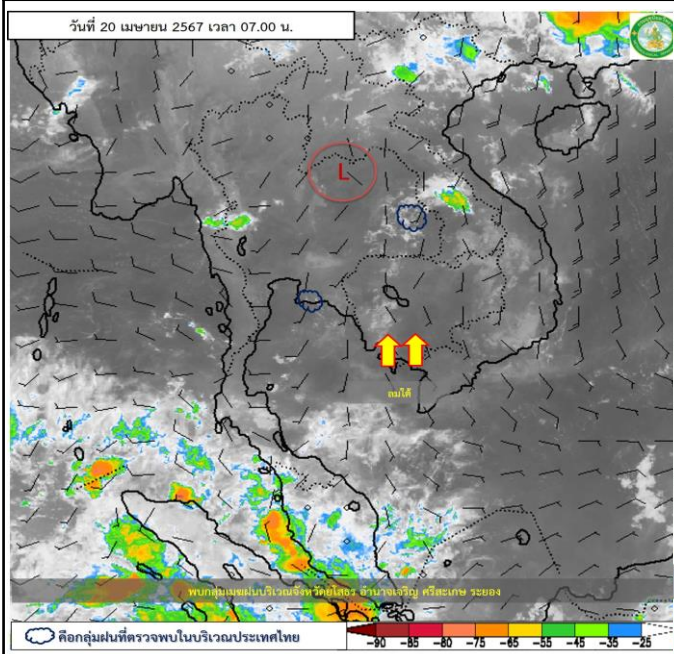 วันที่ 20 เมษายน 2567 เวลา 07.00 น.
L
ลมใต้
พบกลุ่มเมฆฝนบริเวณจังหวัดยโสธร อำนาจเจริญ ศรีสะเกษ ระยอง
คือกลุ่มฝนที่ตรวจพบในบริเวณประเทศไทย
-90 -85 -80 -75 -65 -55 -45 -35 -25